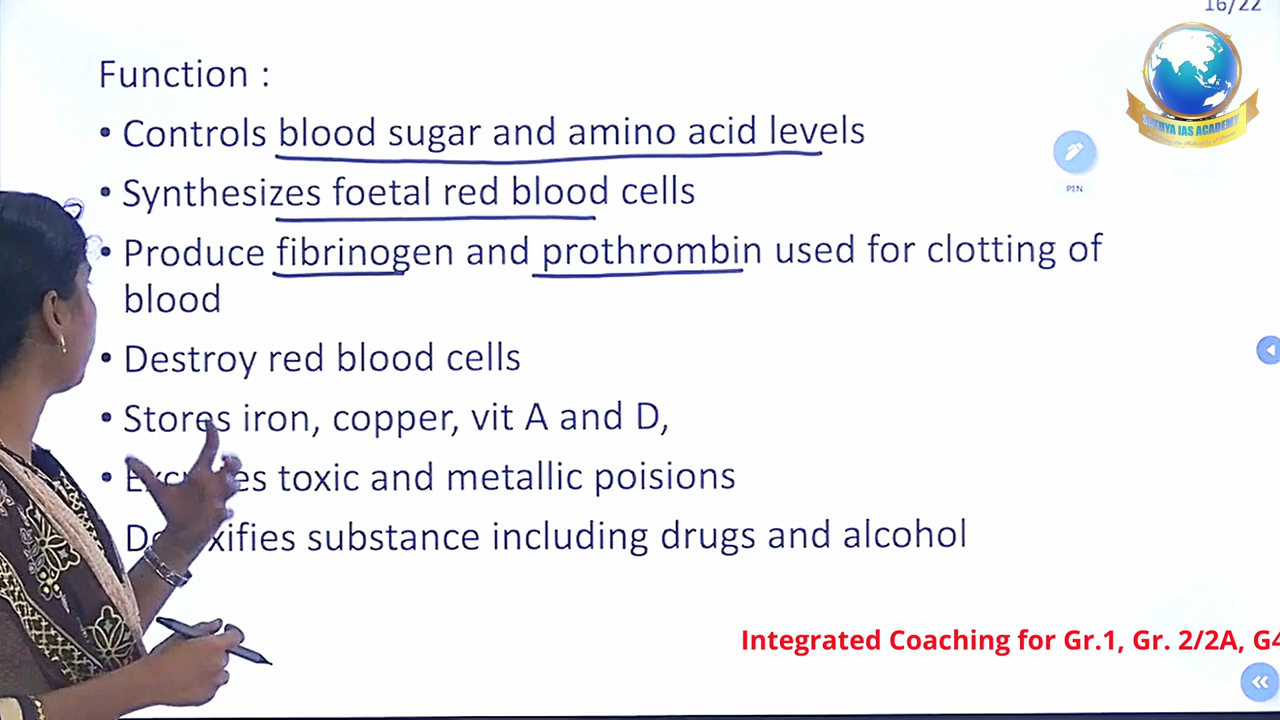 16/22
Function :
• Controls blood sugar and amino acid levels
• Synthesizes foetal red blood cells
• Produce fibrinogen and prothrombin used for clotting of
blood
• Destroy red blood cells
• Stores iron, copper, vit A and D,
• toxic and metallic poisions
substance including drugs and alcohol
IAS ACADEMY
PIN
Integrated Coaching for Gr.1, Gr. 2/2A, G4